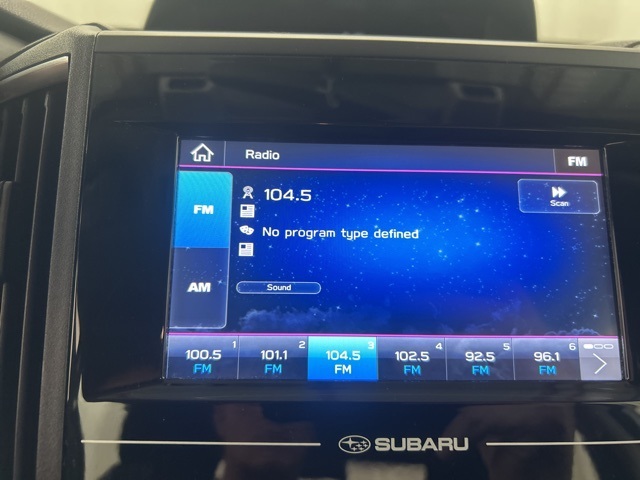 Radio FM
FM 104.5 Scan
No program type defined
AM Sound
1 2 3 4 5 6
100.5 101.1 104.5 102.5 92.5 96.1
FM FM FM FM FM FM
SUBARU